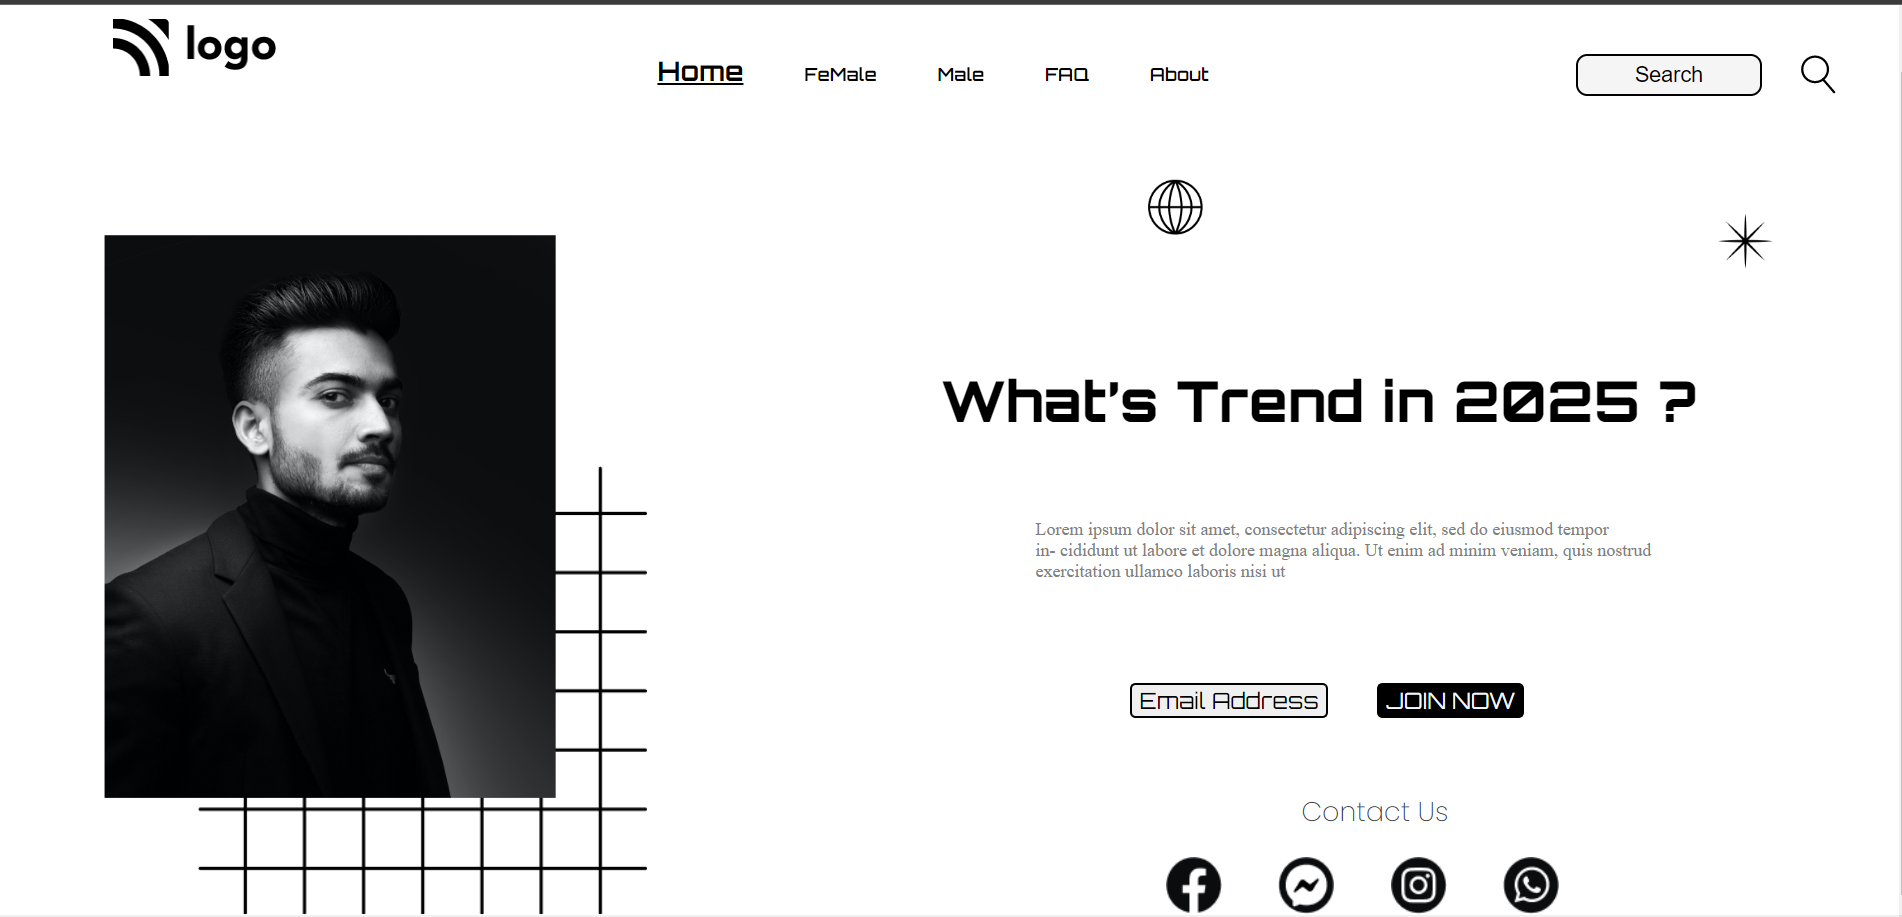 logo
Home FeMale Male FAQ About Search
What's Trend in 2025 ?
Lorem ipsum dolor sit amet, consectetur adipiscing elit, sed do eiusmod tempor
in- cididunt ut labore et dolore magna aliqua. Ut enim ad minim veniam, quis nostrud
exercitation ullamco laboris nisi ut
Email Address JOIN NOW
Contact Us